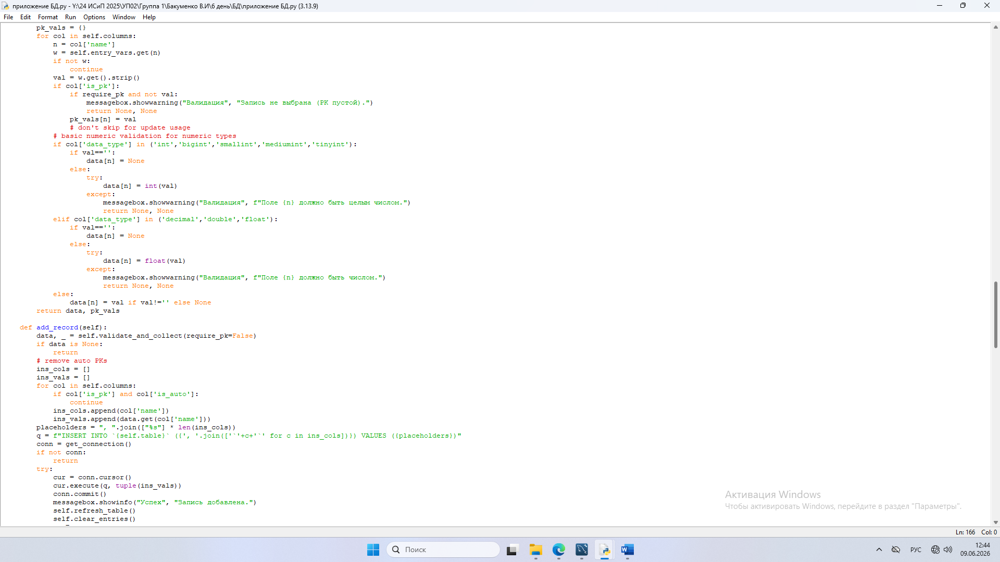 приложение БД.py - Y:\24 ИСиП 2025\УП02\Группа 1\Бакуменко В.И\6 день\БД\приложение БД.py (3.13.9)
File Edit Format Run Options Window Help
        pk_vals = {}
        for col in self.columns:
            n = col['name']
            w = self.entry_vars.get(n)
            if not w:
                continue
            val = w.get().strip()
            if col['is_pk']:
                if require_pk and not val:
                    messagebox.showwarning("Валидация", "Запись не выбрана (PK пустой).")
                    return None, None
                pk_vals[n] = val
                # don't skip for update usage
            # basic numeric validation for numeric types
            if col['data_type'] in ('int','bigint','smallint','mediumint','tinyint'):
                if val=='':
                    data[n] = None
                else:
                    try:
                        data[n] = int(val)
                    except:
                        messagebox.showwarning("Валидация", f"Поле {n} должно быть целым числом.")
                        return None, None
            elif col['data_type'] in ('decimal','double','float'):
                if val=='':
                    data[n] = None
                else:
                    try:
                        data[n] = float(val)
                    except:
                        messagebox.showwarning("Валидация", f"Поле {n} должно быть числом.")
                        return None, None
            else:
                data[n] = val if val!='' else None
        return data, pk_vals
    def add_record(self):
        data, _ = self.validate_and_collect(require_pk=False)
        if data is None:
            return
        # remove auto PKs
        ins_cols = []
        ins_vals = []
        for col in self.columns:
            if col['is_pk'] and col['is_auto']:
                continue
            ins_cols.append(col['name'])
            ins_vals.append(data.get(col['name']))
        placeholders = ", ".join(["%s"] * len(ins_cols))
        q = f"INSERT INTO `{self.table}` ({', '.join(['`'+c+'`' for c in ins_cols])}) VALUES ({placeholders})"
        conn = get_connection()
        if not conn:
            return
        try:
            cur = conn.cursor()
            cur.execute(q, tuple(ins_vals))
            conn.commit()
            messagebox.showinfo("Успех", "Запись добавлена.")
            self.refresh_table()
            self.clear_entries()
Активация Windows
Чтобы активировать Windows, перейдите в раздел "Параметры".
Ln: 166 Col: 0
Поиск
РУС
12:44
09.06.2026